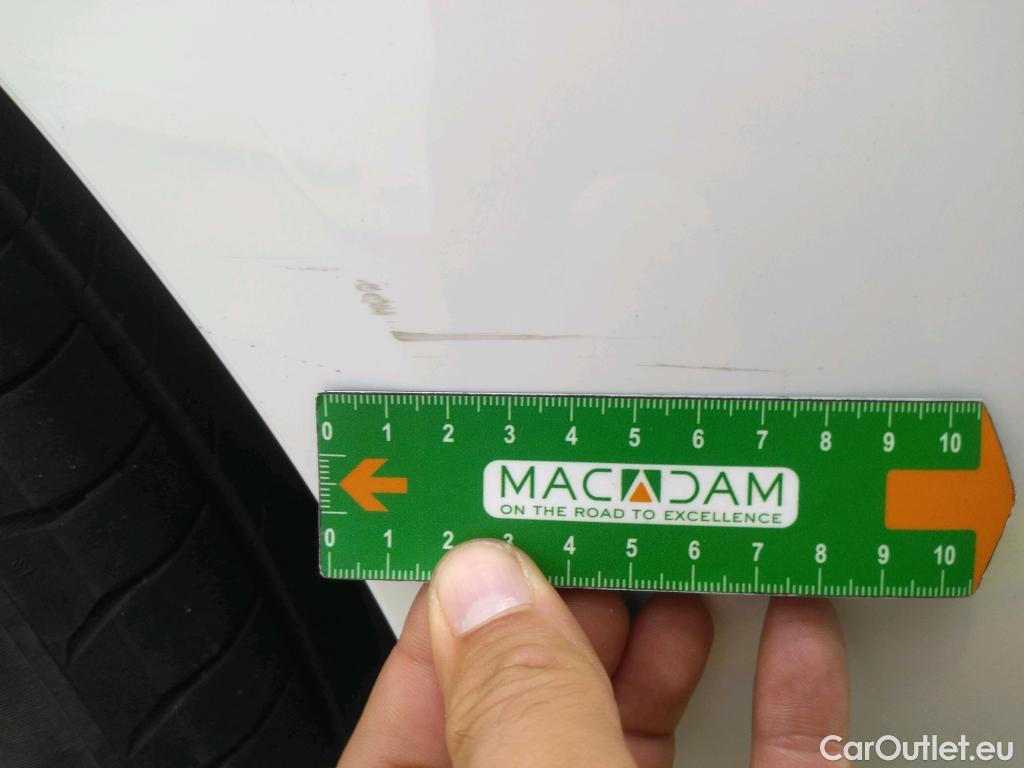 0 1 2 3 4 5 6 7 8 9 10
MACADAM
ON THE ROAD TO EXCELLENCE
0 1 2 3 4 5 6 7 8 9 10
CarOutlet.eu